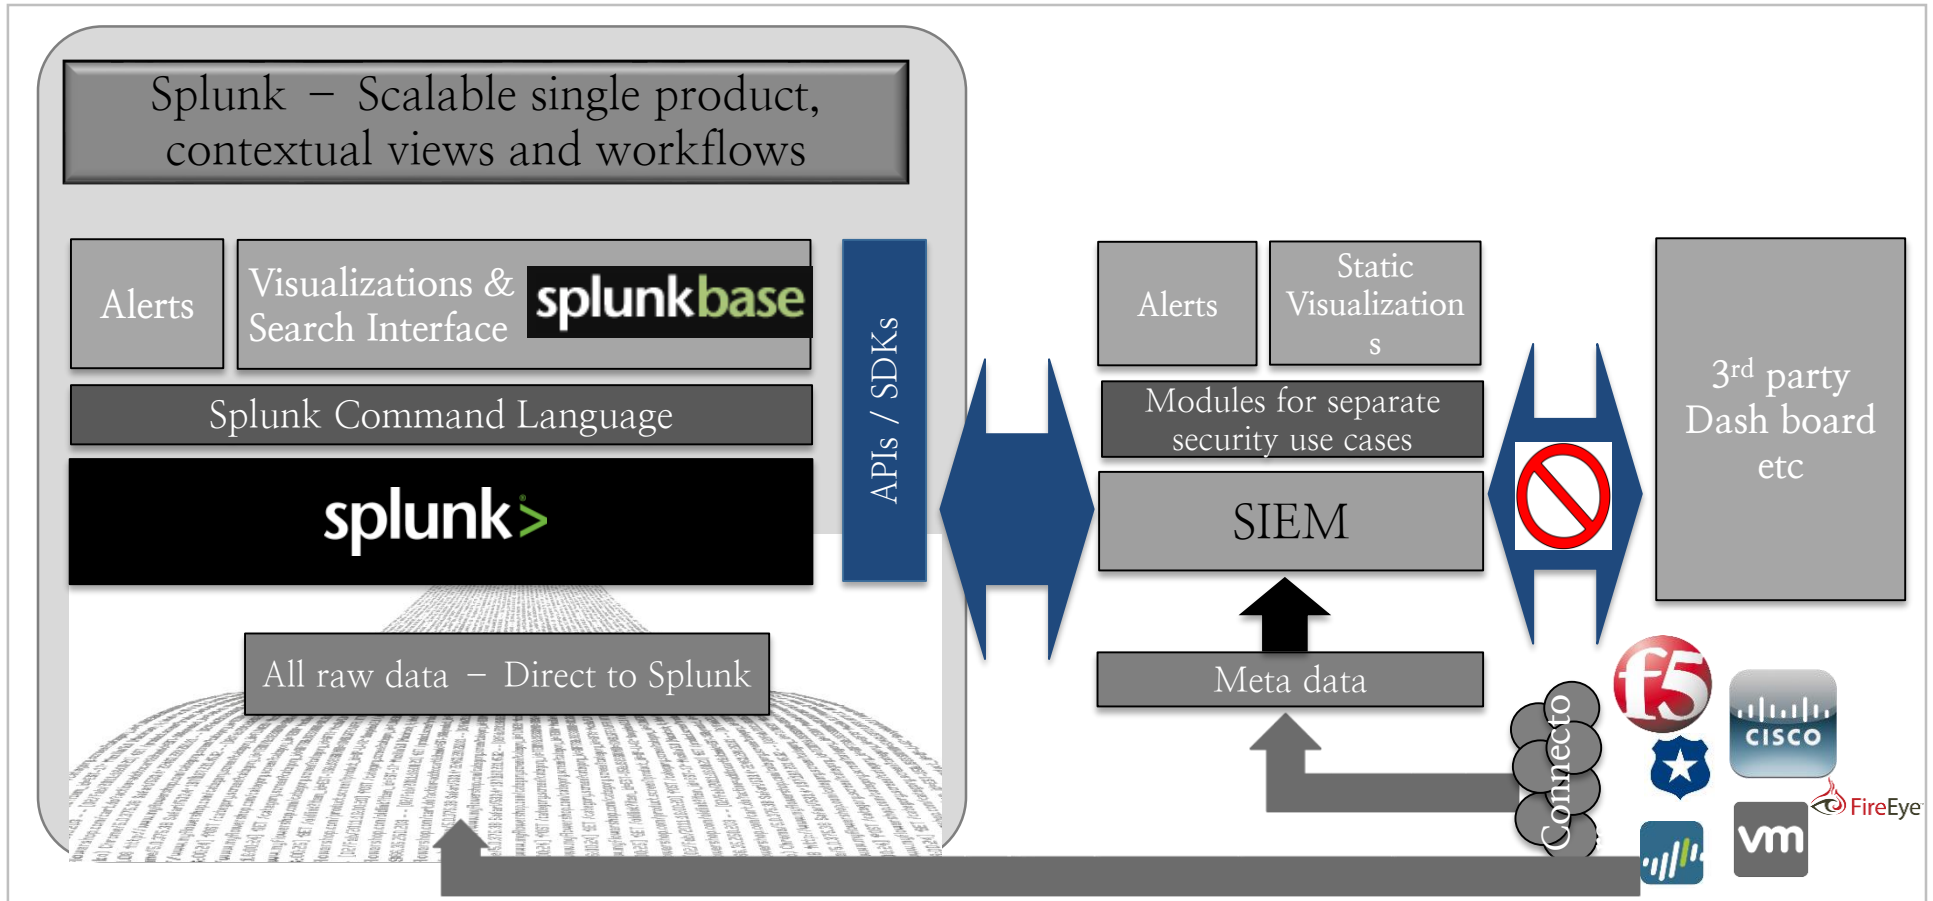 Splunk – Scalable single product,
contextual views and workflows
Alerts
Visualizations &
Search Interface
splunkbase
APIs / SDKs
Splunk Command Language
splunk>
All raw data – Direct to Splunk
Alerts
Static
Visualization
s
Modules for separate
security use cases
SIEM
Meta data
3rd party
Dash board
etc
Connecto
f5
CISCO
FireEye
vm